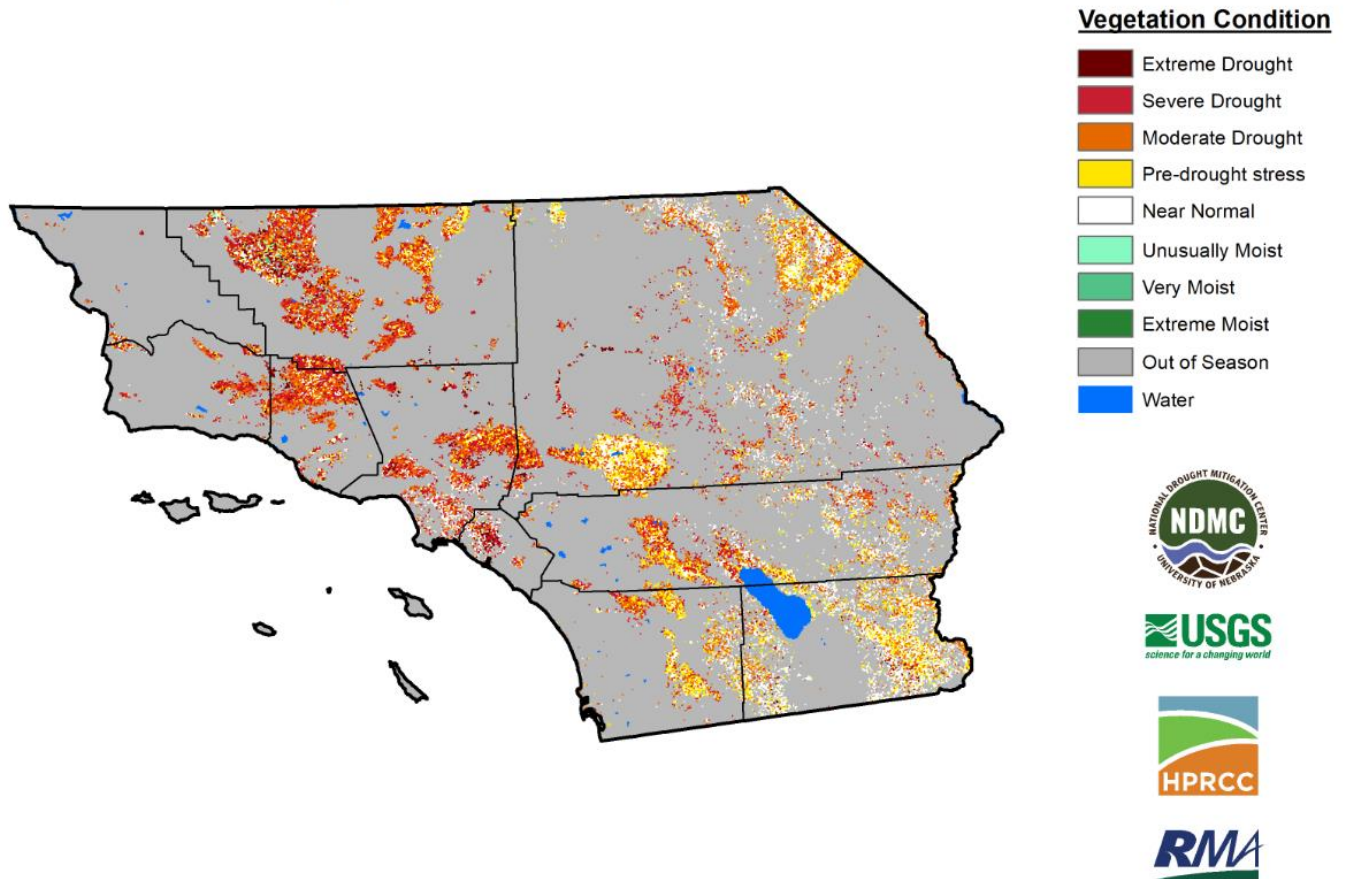 Vegetation Condition
Extreme Drought
Severe Drought
Moderate Drought
Pre-drought stress
Near Normal
Unusually Moist
Very Moist
Extreme Moist
Out of Season
Water
NATIONAL DROUGHT MITIGATION CENTER
NDMC
UNIVERSITY OF NEBRASKA
USGS
science for a changing world
HPRCC
RMA